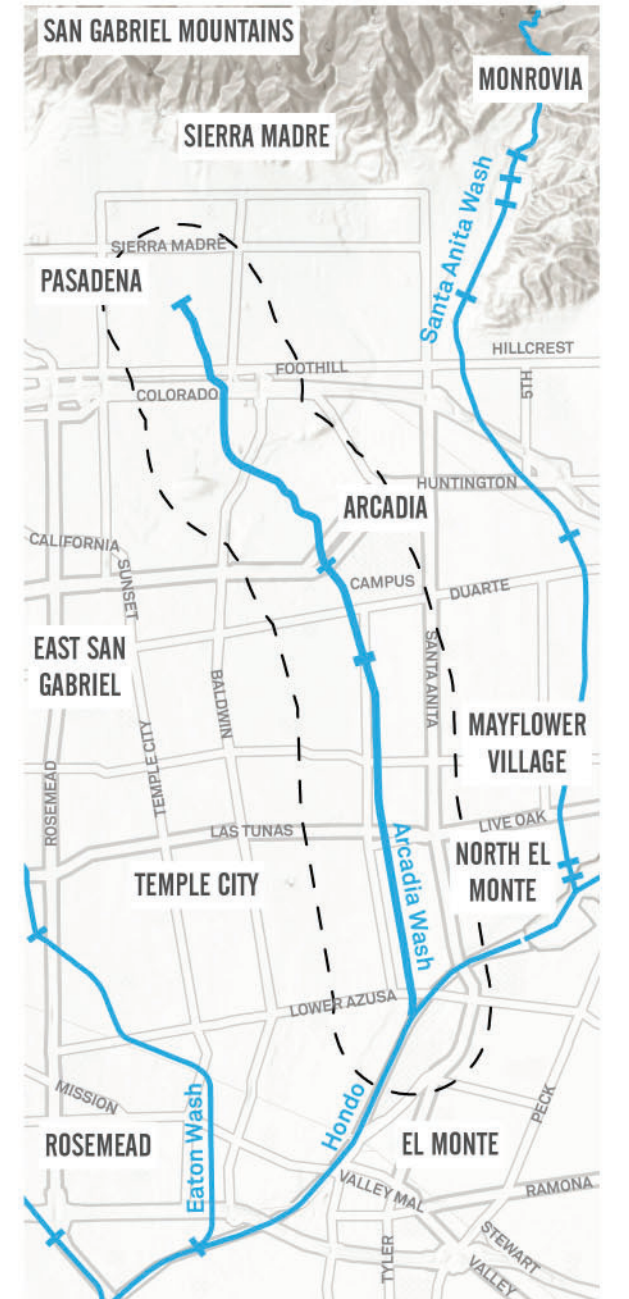 SAN GABRIEL MOUNTAINS
MONROVIA
SIERRA MADRE
Santa Anita Wash
SIERRA MADRE
PASADENA
HILLCREST
FOOTHILL
5TH
COLORADO
HUNTINGTON
ARCADIA
CALIFORNIA
SUNSET
CAMPUS
DUARTE
EAST SAN
GABRIEL
SANTA ANITA
BALDWIN
MAYFLOWER
VILLAGE
TEMPLE CITY
ROSEMEAD
LIVE OAK
LAS TUNAS
NORTH EL
MONTE
Arcadia Wash
TEMPLE CITY
LOWER AZUSA
MISSION
PECK
Hondo
Eaton Wash
ROSEMEAD
EL MONTE
VALLEY MAL
RAMONA
TYLER
STEWART
VALLEY